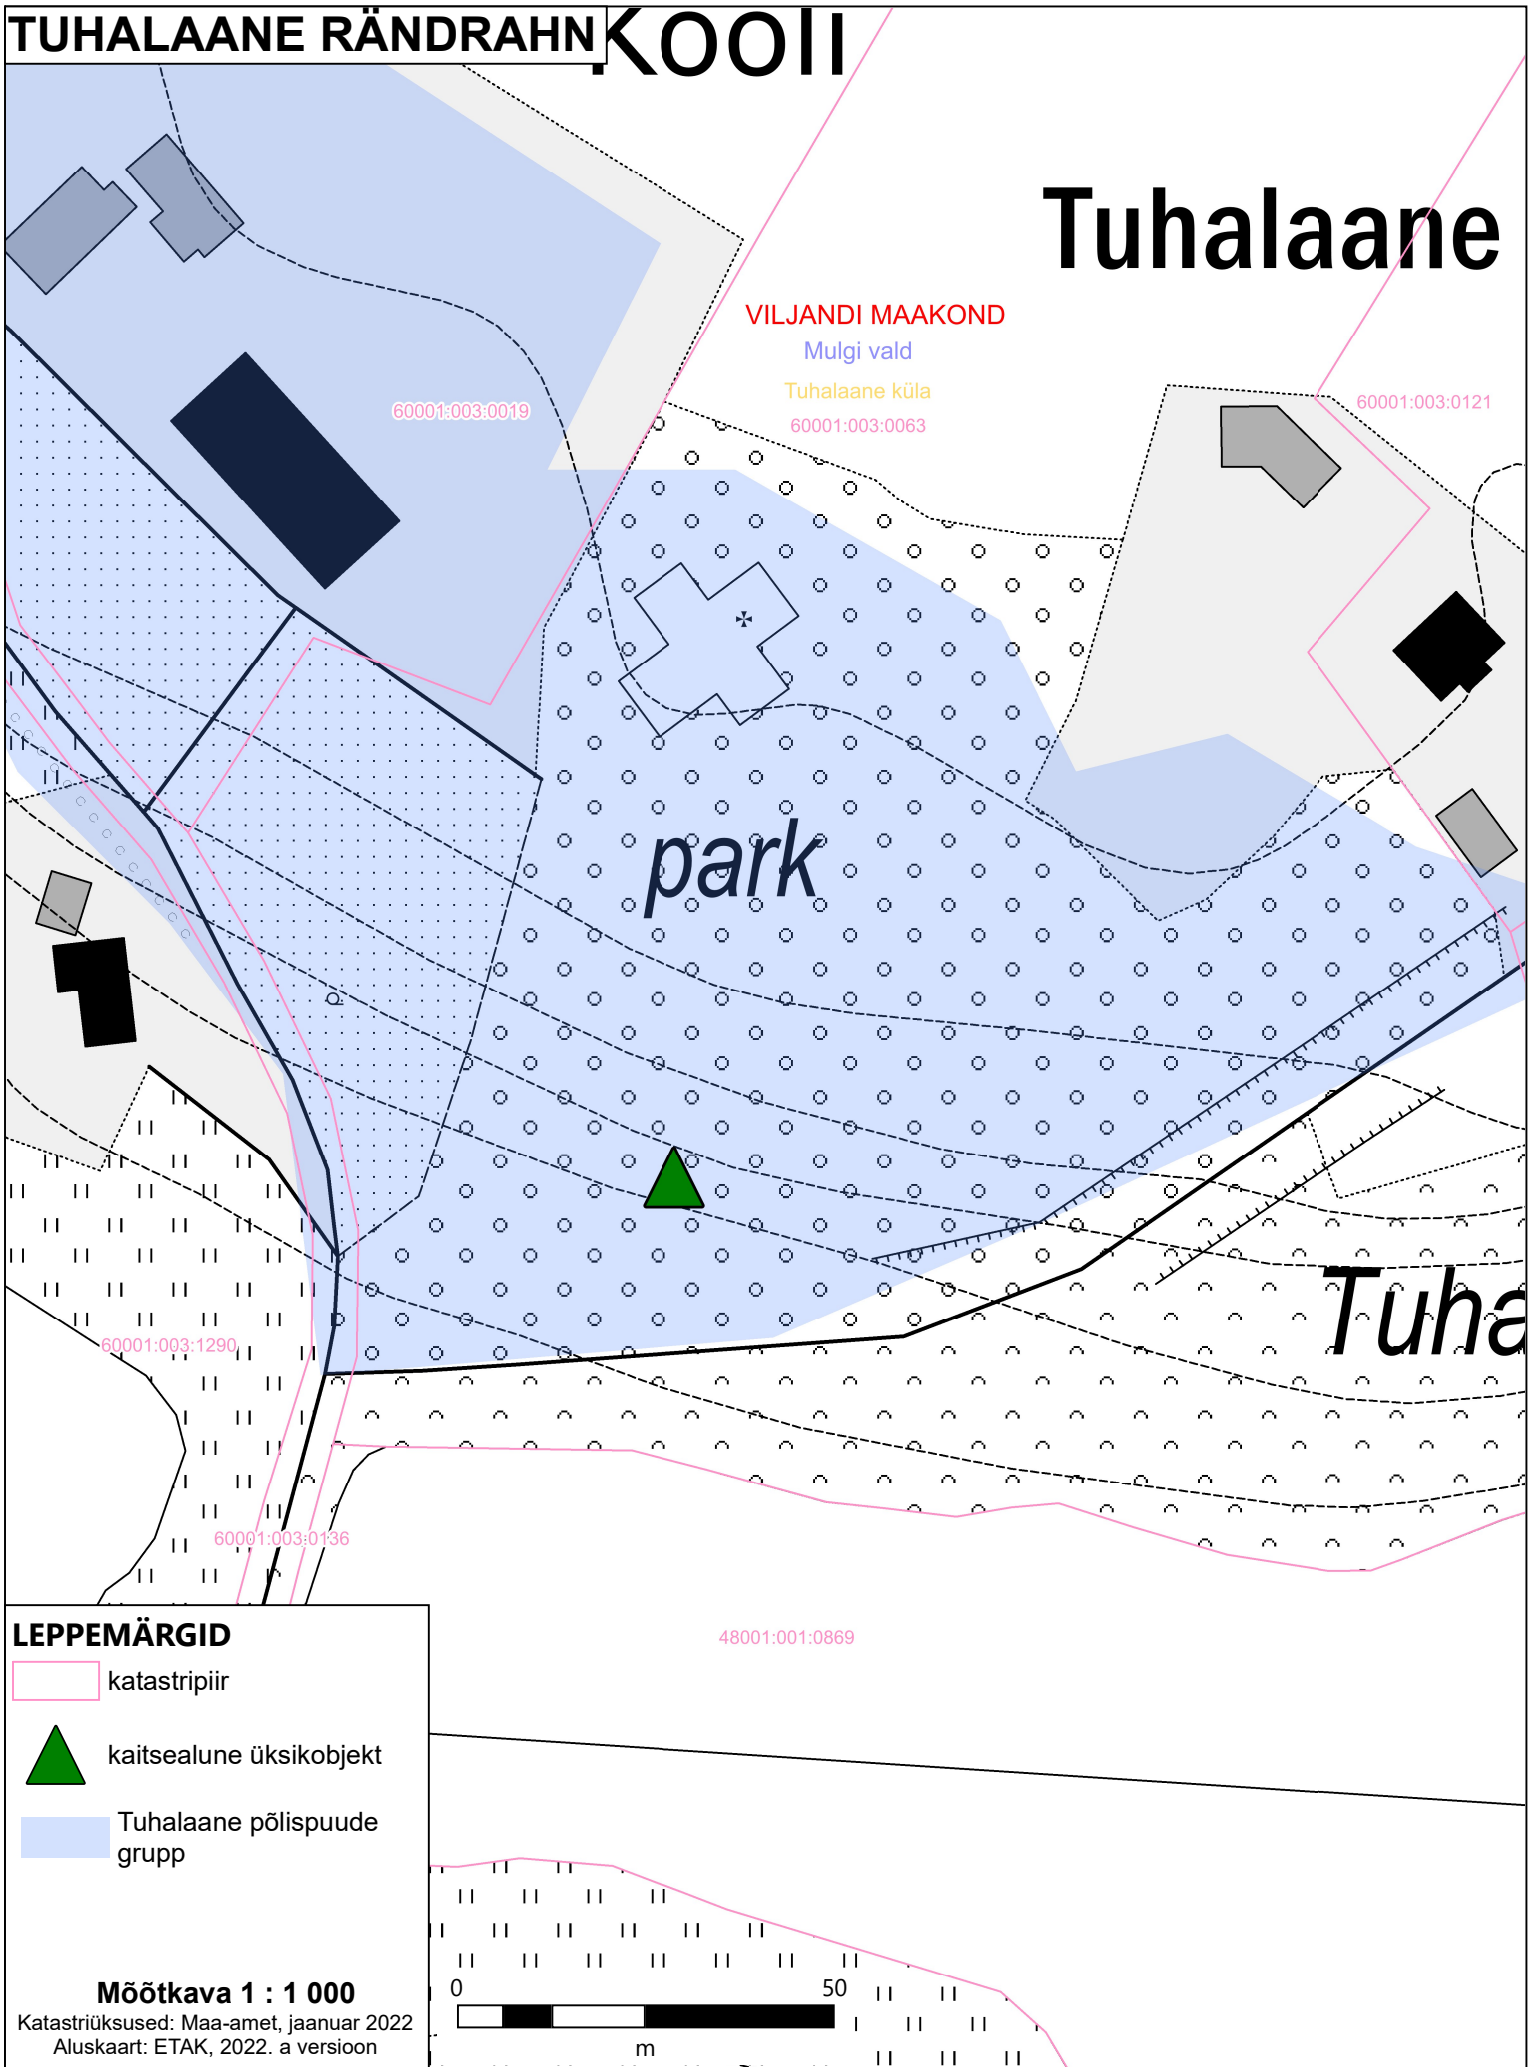 TUHALAANE RÄNDRAHN
Kooli
Tuhalaane
VILJANDI MAAKOND
Mulgi vald
Tuhalaane küla
60001:003:0063
60001:003:0019
60001:003:0121
park
Tuha
60001:003:1290
60001:003:0136
48001:001:0869
LEPPEMÄRGID
katastripiir
kaitsealune üksikobjekt
Tuhalaane põlispuude
grupp
Mõõtkava 1 : 1 000
Katastriüksused: Maa-amet, jaanuar 2022
Aluskaart: ETAK, 2022. a versioon
0 50
m